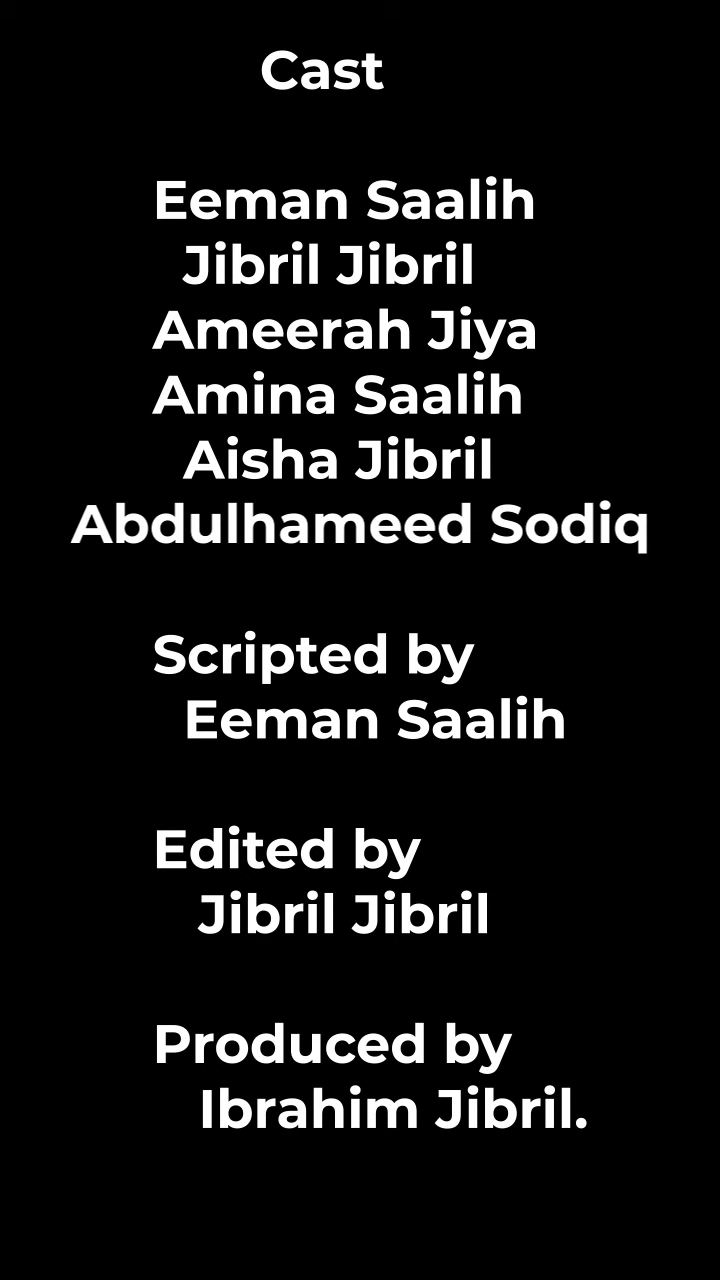 Cast
Eeman Saalih
Jibril Jibril
Ameerah Jiya
Amina Saalih
Aisha Jibril
Abdulhameed Sodiq
Scripted by
Eeman Saalih
Edited by
Jibril Jibril
Produced by
Ibrahim Jibril.